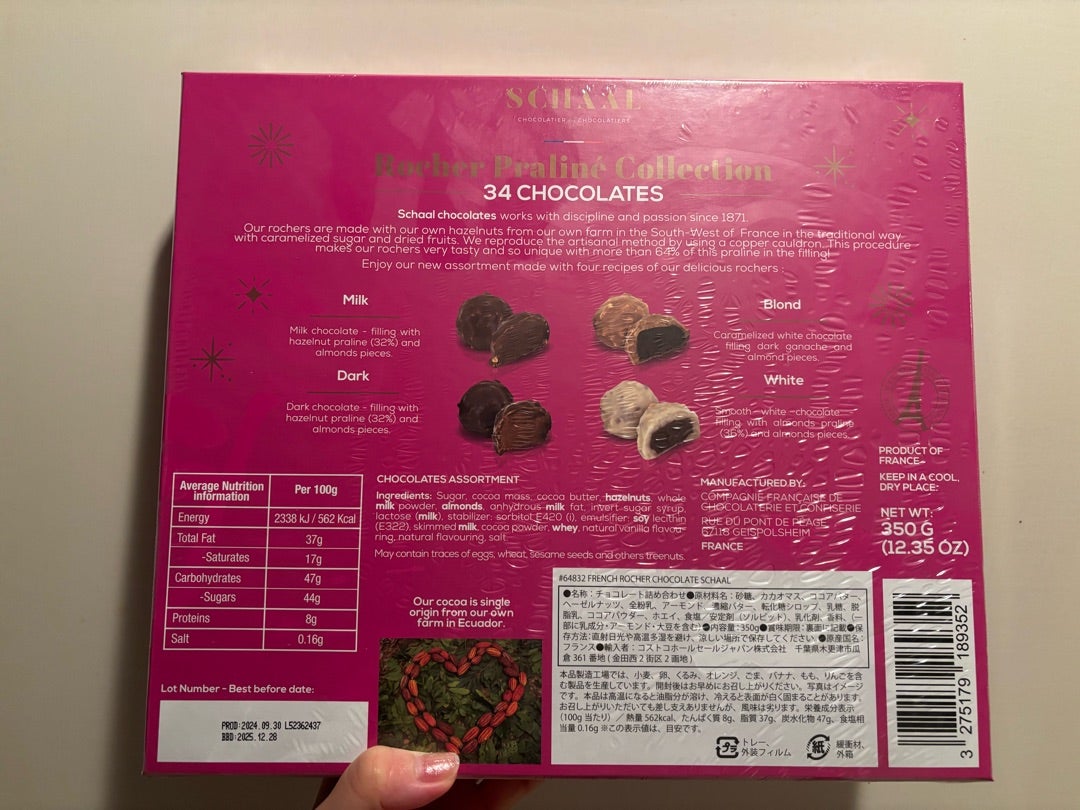 SCHAAL
CHOCOLATIER CHOCOLATIERS
Rocher Praliné Collection
34 CHOCOLATES
Schaal chocolates works with discipline and passion since 1871.
Our rochers are made with our own hazelnuts from our own farm in the South-West of France in the traditional way
with caramelized sugar and dried fruits. We reproduce the artisanal method by using a copper cauldron. This procedure
makes our rochers very tasty and so unique with more than 64% of this praline in the filling!
Enjoy our new assortment made with four recipes of our delicious rochers :
Milk
Milk chocolate - filling with
hazelnut praline (32%) and
almonds pieces.
Dark
Dark chocolate - filling with
hazelnut praline (32%) and
almonds pieces.
Blond
Caramelized white chocolate
filling dark ganache and
almond pieces.
White
Smooth white chocolate
filling with almonds praline
(36%) and almonds pieces.
PRODUCT OF
FRANCE
KEEP IN A COOL,
DRY PLACE:
NET WT:
350 G
(12.35 OZ)
Average Nutrition information Per 100g
Energy 2338 kJ / 562 Kcal
Total Fat 37g
-Saturates 17g
Carbohydrates 47g
-Sugars 44g
Proteins 8g
Salt 0.16g
CHOCOLATES ASSORTMENT
Ingredients: Sugar, cocoa mass, cocoa butter, hazelnuts, whole
milk powder, almonds, anhydrous milk fat, invert sugar syrup,
lactose (milk), stabilizer: sorbitol E420 (i), emulsifier: soy lecithin
(E322), skimmed milk, cocoa powder, whey, natural vanilla flavou-
ring, natural flavouring, salt.
May contain traces of eggs, wheat, sesame seeds and others treenuts.
MANUFACTURED BY:
COMPAGNIE FRANÇAISE DE
CHOCOLATERIE ET CONFISERIE
RUE DU PONT DE PÉAGE
67118 GEISPOLSHEIM
FRANCE
Our cocoa is single
origin from our own
farm in Ecuador.
Lot Number - Best before date:
PROD:2024.09.30 L52362437
BBD:2025.12.28
#64832 FRENCH ROCHER CHOCOLATE SCHAAL
●名称：チョコレート詰め合わせ●原材料名：砂糖、カカオマス、ココアバター、
ヘーゼルナッツ、全粉乳、アーモンド、濃縮バター、転化糖シロップ、乳糖、脱
脂乳、ココアパウダー、ホエイ、食塩／安定剤（ソルビット）、乳化剤、香料、（一
部に乳成分・アーモンド・大豆を含む）●内容量：350g●賞味期限：裏面に記載●保
存方法：直射日光や高温多湿を避け、涼しい場所で保存してください ●原産国名：
フランス●輸入者：コストコホールセールジャパン株式会社 千葉県木更津市瓜
倉 361 番地（金田西 2 街区 2 画地）
本品製造工場では、小麦、卵、くるみ、オレンジ、ごま、バナナ、もも、りんごを含
む製品を生産しています。開封後はお早めにお召し上がりください。写真はイメージ
です。本品は高温になると油脂分が溶け、冷えると表面が白く固まることがあります。
お召し上りいただいても差し支えありませんが、風味は劣ります。栄養成分表示
（100g 当たり）／熱量 562kcal、たんぱく質 8g、脂質 37g、炭水化物 47g、食塩相
当量 0.16g ※この表示値は、目安です。
プラ
トレー、
外装フィルム
紙
緩衝材、
外箱
3 275179 189352